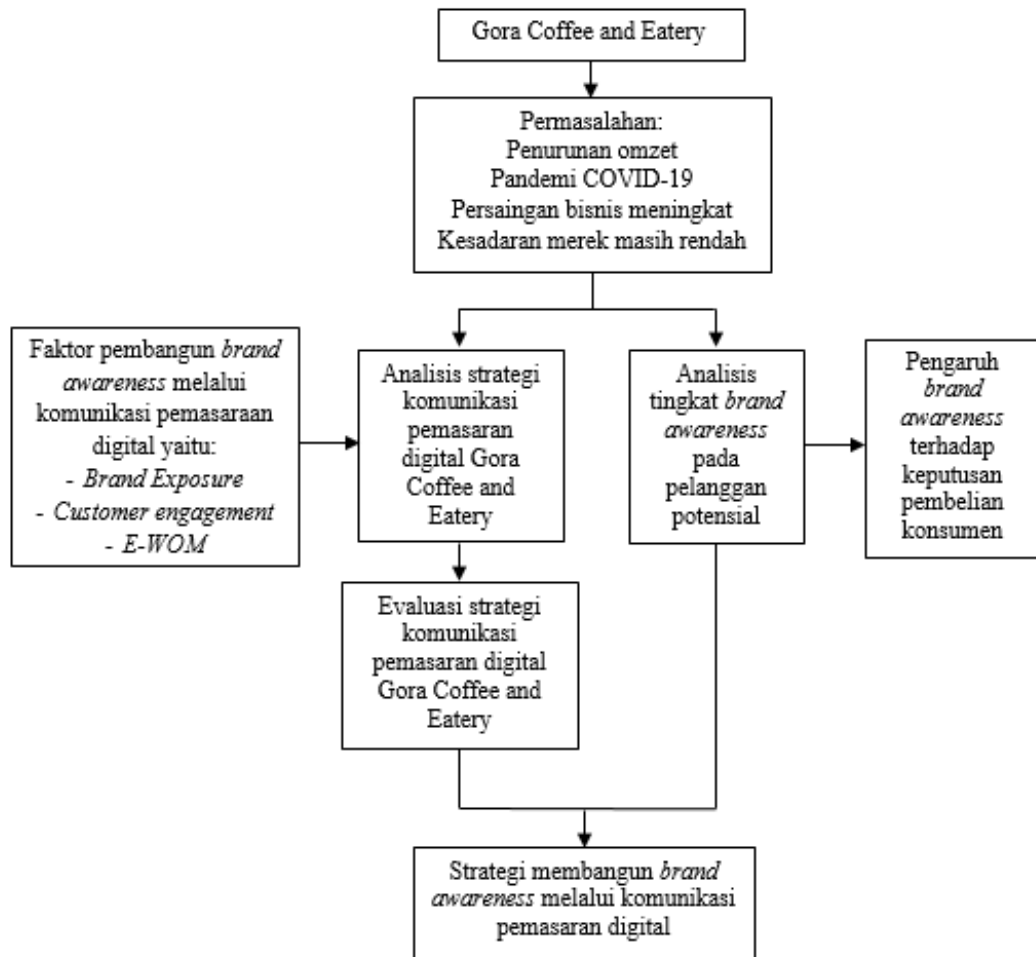 Gora Coffee and Eatery
Permasalahan:
Penurunan omzet
Pandemi COVID-19
Persaingan bisnis meningkat
Kesadaran merek masih rendah
Faktor pembangun brand
awareness melalui
komunikasi pemasaraan
digital yaitu:
- Brand Exposure
- Customer engagement
- E-WOM
Analisis strategi
komunikasi
pemasaran
digital Gora
Coffee and
Eatery
Analisis
tingkat brand
awareness
pada
pelanggan
potensial
Pengaruh
brand
awareness
terhadap
keputusan
pembelian
konsumen
Evaluasi strategi
komunikasi
pemasaran digital
Gora Coffee and
Eatery
Strategi membangun brand
awareness melalui komunikasi
pemasaran digital